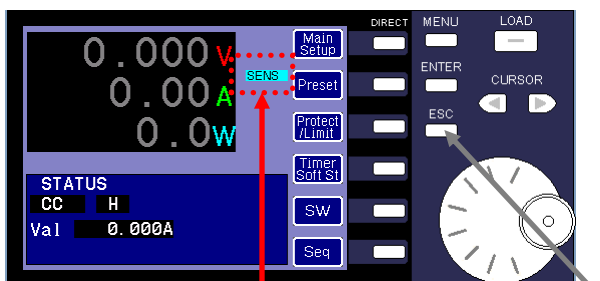 DIRECT
MENU
LOAD
0.000V
SENS
0.00A
0.0W
Main
Setup
Preset
Protect
/Limit
Timer
Soft St
SW
Seq
ENTER
CURSOR
ESC
STATUS
CC H
Val 0.000A